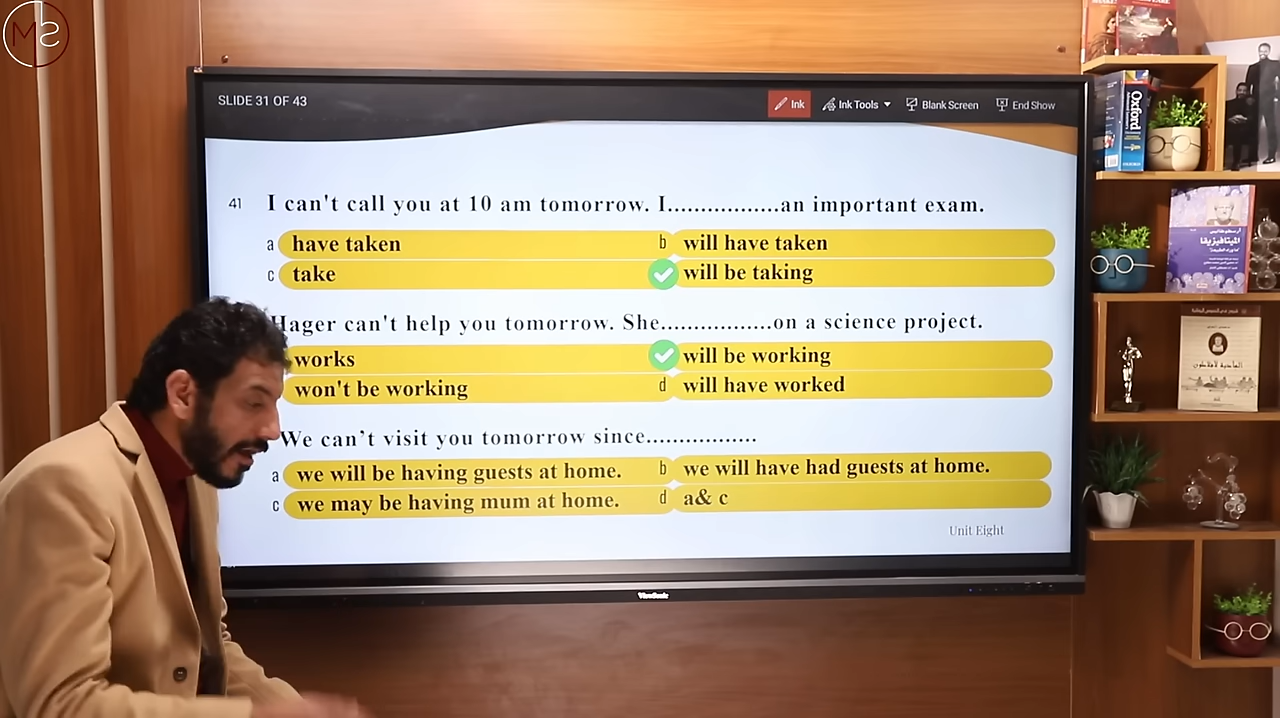 MS
SLIDE 31 OF 43
Ink
Ink Tools
Blank Screen
End Show
41 I can't call you at 10 am tomorrow. I.................an important exam.
a have taken
b will have taken
c take
will be taking
Hager can't help you tomorrow. She.................on a science project.
works
will be working
won't be working
d will have worked
We can’t visit you tomorrow since.................
a we will be having guests at home.
b we will have had guests at home.
c we may be having mum at home.
d a& c
Unit Eight
ViewSonic
Oxford
أرسطوطاليس
الميتافيزيقا